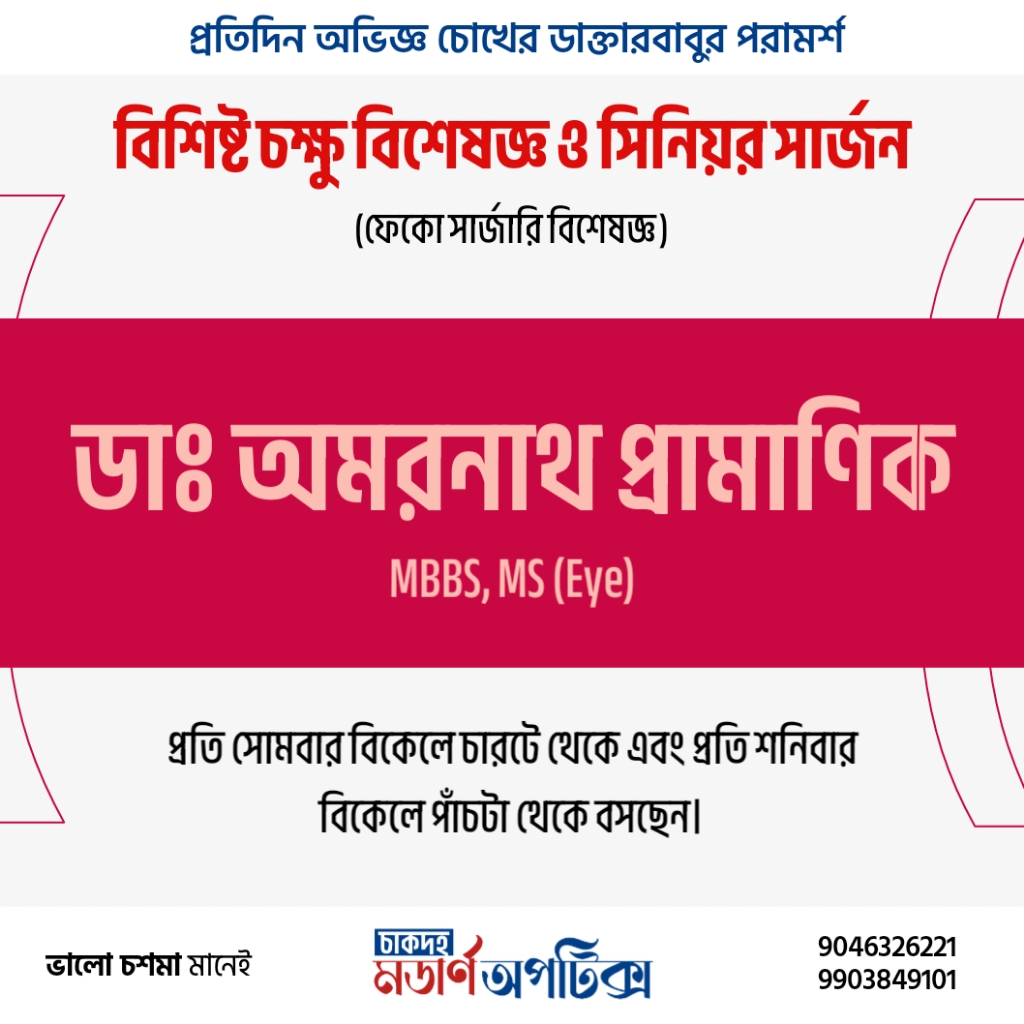 প্রতিদিন অভিজ্ঞ চোখের ডাক্তারবাবুর পরামর্শ
বিশিষ্ট চক্ষু বিশেষজ্ঞ ও সিনিয়র সার্জন
(ফেকো সার্জারি বিশেষজ্ঞ)
ডাঃ অমরনাথ প্রামাণিক
MBBS, MS (Eye)
প্রতি সোমবার বিকেলে চারটে থেকে এবং প্রতি শনিবার
বিকেলে পাঁচটা থেকে বসছেন।
ভালো চশমা মানেই
চাকদহ
মডার্ণ অপটিক্স
9046326221
9903849101